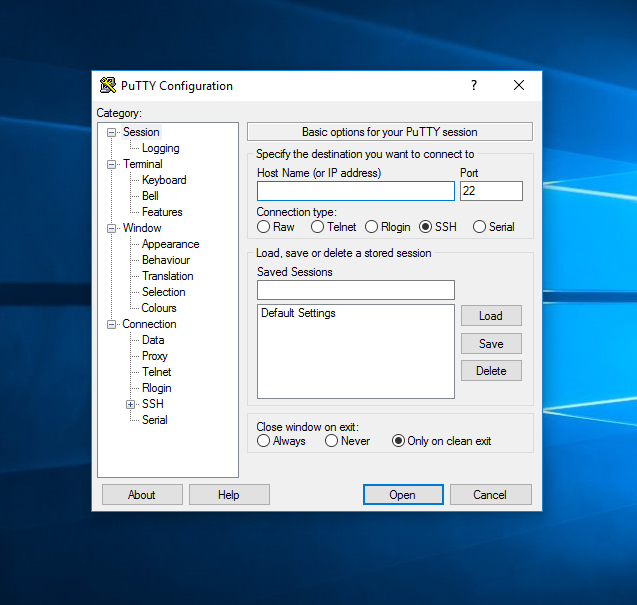 PuTTY Configuration
?
Category:
Session
Logging
Terminal
Keyboard
Bell
Features
Window
Appearance
Behaviour
Translation
Selection
Colours
Connection
Data
Proxy
Telnet
Rlogin
SSH
Serial
Basic options for your PuTTY session
Specify the destination you want to connect to
Host Name (or IP address) Port
22
Connection type:
Raw Telnet Rlogin SSH Serial
Load, save or delete a stored session
Saved Sessions
Default Settings
Load
Save
Delete
Close window on exit:
Always Never Only on clean exit
About Help Open Cancel